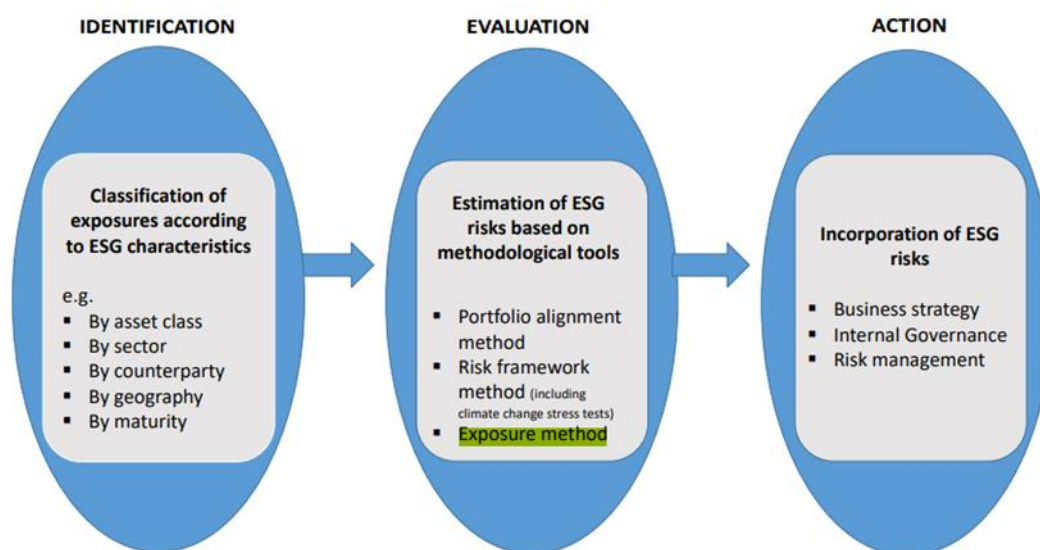 IDENTIFICATION
Classification of
exposures according
to ESG characteristics
e.g.
▪ By asset class
▪ By sector
▪ By counterparty
▪ By geography
▪ By maturity
EVALUATION
Estimation of ESG
risks based on
methodological tools
▪ Portfolio alignment
method
▪ Risk framework
method (including
climate change stress tests)
▪ Exposure method
ACTION
Incorporation of ESG
risks
▪ Business strategy
▪ Internal Governance
▪ Risk management